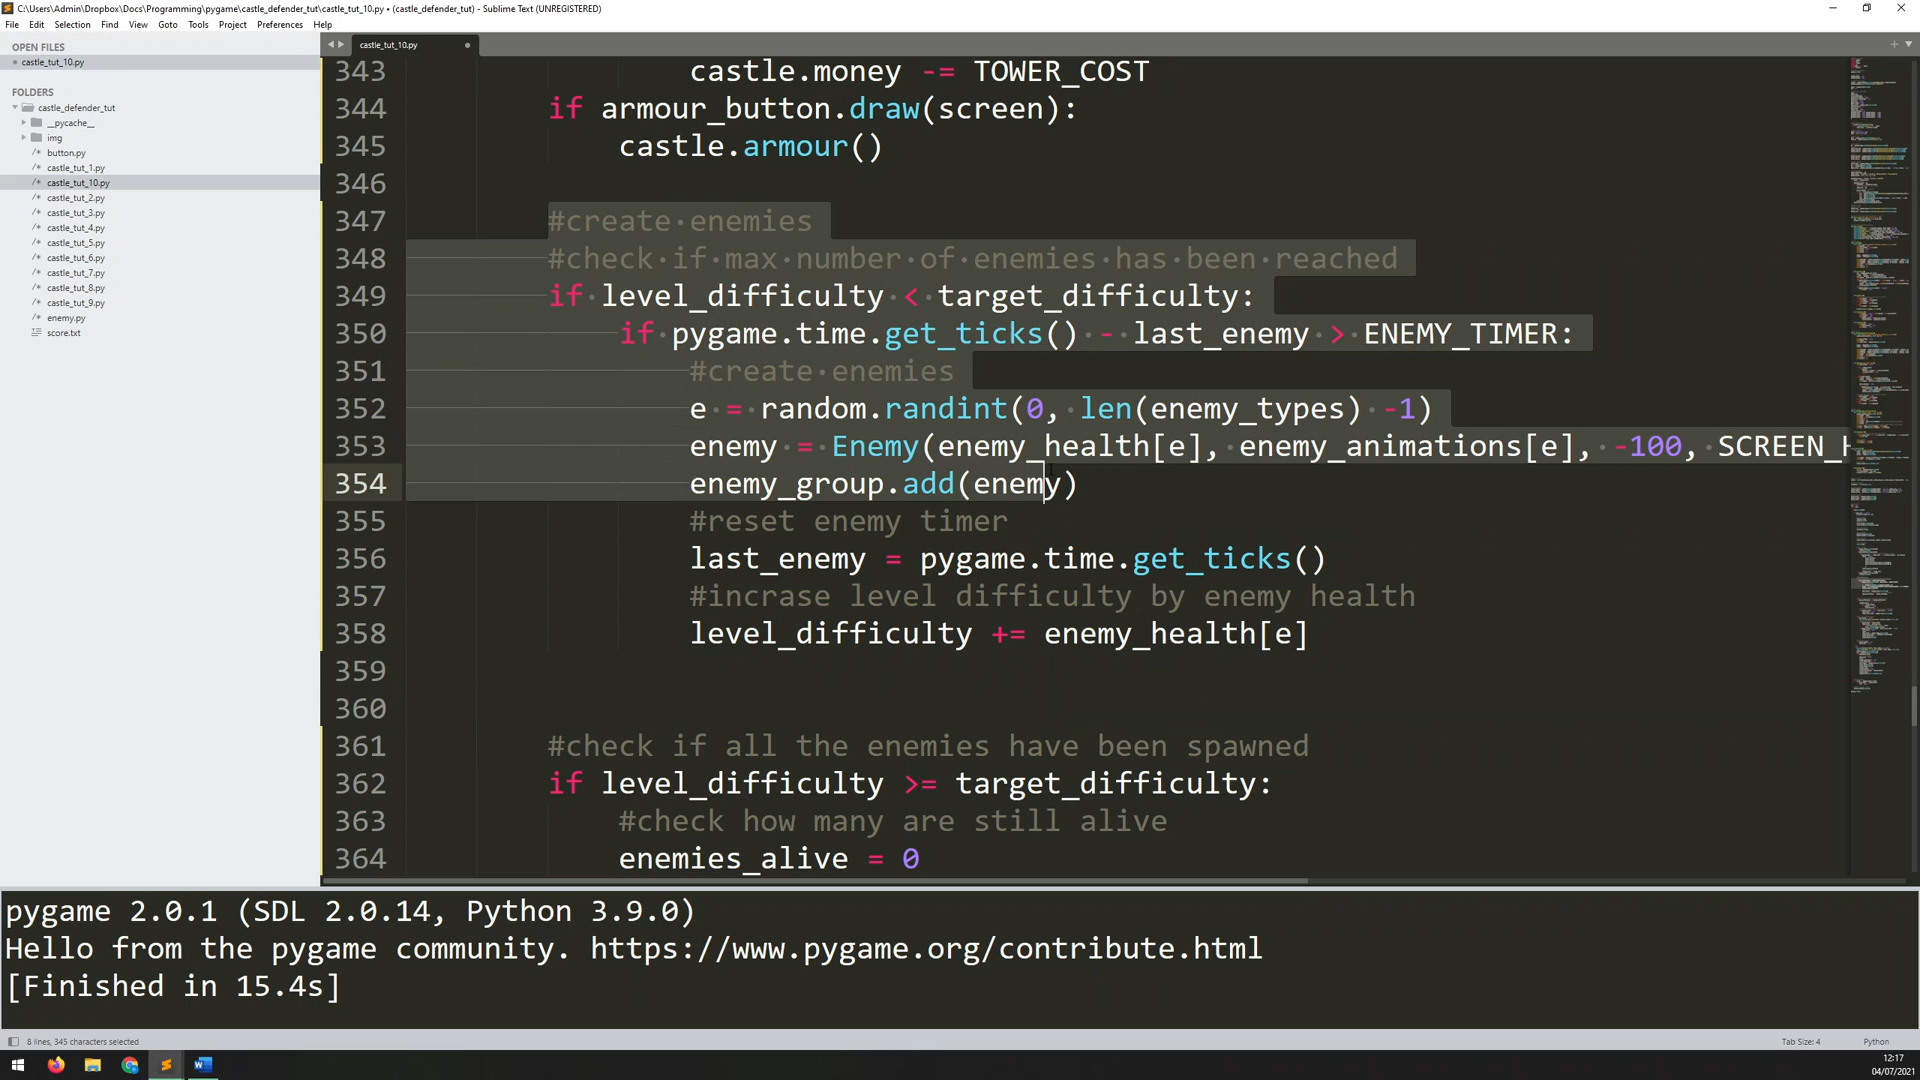 C:\Users\Admin\Dropbox\Docs\Programming\pygame\castle_defender_tut\castle_tut_10.py • (castle_defender_tut) - Sublime Text (UNREGISTERED)
File Edit Selection Find View Goto Tools Project Preferences Help
OPEN FILES
castle_tut_10.py
FOLDERS
castle_defender_tut
__pycache__
img
button.py
castle_tut_1.py
castle_tut_10.py
castle_tut_2.py
castle_tut_3.py
castle_tut_4.py
castle_tut_5.py
castle_tut_6.py
castle_tut_7.py
castle_tut_8.py
castle_tut_9.py
enemy.py
score.txt
castle_tut_10.py
343 castle.money -= TOWER_COST
344 if armour_button.draw(screen):
345 castle.armour()
346
347 #create enemies
348 #check if max number of enemies has been reached
349 if level_difficulty < target_difficulty:
350 if pygame.time.get_ticks() - last_enemy > ENEMY_TIMER:
351 #create enemies
352 e = random.randint(0, len(enemy_types) -1)
353 enemy = Enemy(enemy_health[e], enemy_animations[e], -100, SCREEN_H
354 enemy_group.add(enemy)
355 #reset enemy timer
356 last_enemy = pygame.time.get_ticks()
357 #incrase level difficulty by enemy health
358 level_difficulty += enemy_health[e]
359
360
361 #check if all the enemies have been spawned
362 if level_difficulty >= target_difficulty:
363 #check how many are still alive
364 enemies_alive = 0
pygame 2.0.1 (SDL 2.0.14, Python 3.9.0)
Hello from the pygame community. https://www.pygame.org/contribute.html
[Finished in 15.4s]
8 lines, 345 characters selected
Tab Size: 4
Python
12:17
04/07/2021